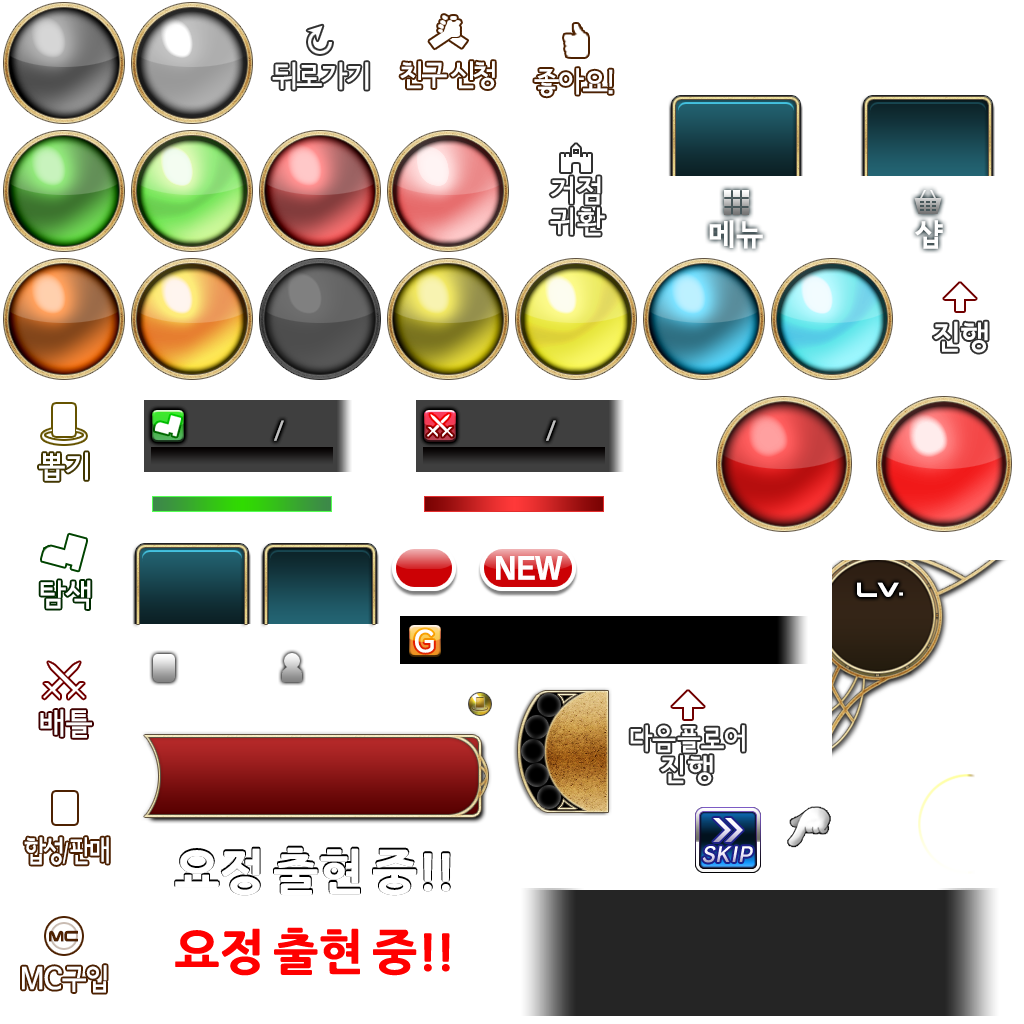 뒤로가기
친구 신청
좋아요!
거점
귀환
메뉴
샵
진행
뽑기
/
/
탐색
NEW
LV.
G
배틀
다음플로어
진행
합성/판매
SKIP
요정 출현 중!!
요정 출현 중!!
MC
MC구입